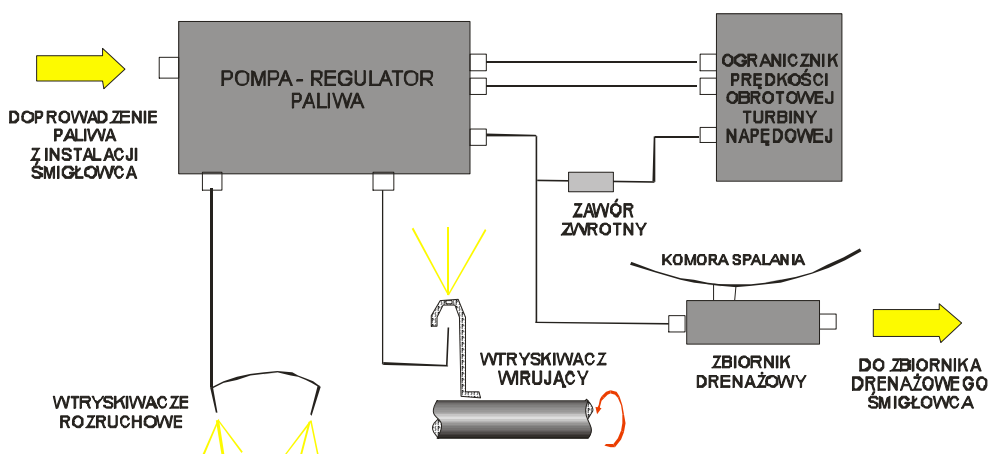 POMPA - REGULATOR
PALIWA
OGRANICZNIK
PRĘDKOŚCI
OBROTOWEJ
TURBINY
NAPĘDOWEJ
DOPROWADZENIE
PALIWA
Z INSTALACJI
ŚMIGŁOWCA
ZAWÓR
ZWROTNY
KOMORA SPALANIA
WTRYSKIWACZ
WIRUJĄCY
ZBIORNIK
DRENAŻOWY
DO ZBIORNIKA
DRENAŻOWEGO
ŚMIGŁOWCA
WTRYSKIWACZE
ROZRUCHOWE